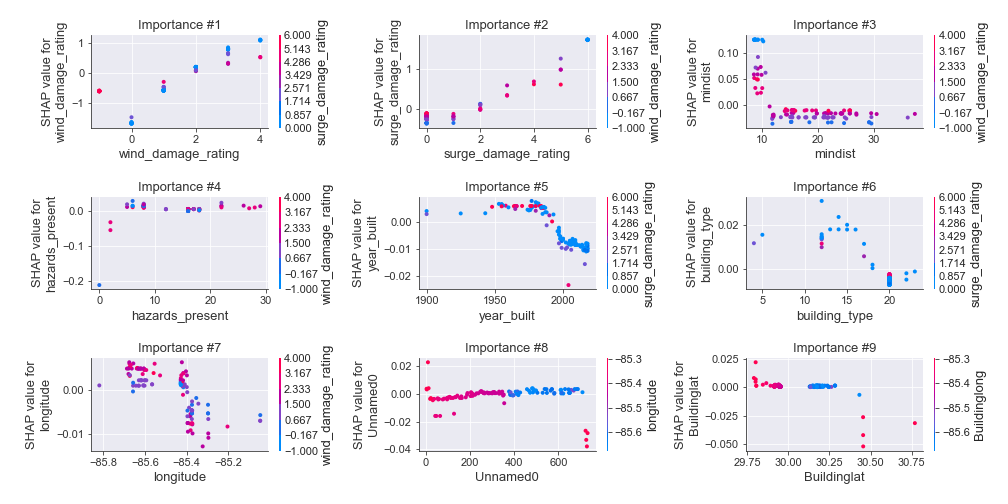 Importance #1
SHAP value for
wind_damage_rating
1
0
−1
0
2
4
wind_damage_rating
6.000
5.143
4.286
3.429
2.571
1.714
0.857
0.000
surge_damage_rating
Importance #2
SHAP value for
surge_damage_rating
1
0
0
2
4
6
surge_damage_rating
4.000
3.167
2.333
1.500
0.667
−0.167
−1.000
wind_damage_rating
Importance #3
SHAP value for
mindist
0.10
0.05
0.00
10
20
30
mindist
4.000
3.167
2.333
1.500
0.667
−0.167
−1.000
wind_damage_rating
Importance #4
SHAP value for
hazards_present
0.0
−0.1
−0.2
0
10
20
30
hazards_present
4.000
3.167
2.333
1.500
0.667
−0.167
−1.000
wind_damage_rating
Importance #5
SHAP value for
year_built
0.00
−0.01
−0.02
1900
1950
2000
year_built
6.000
5.143
4.286
3.429
2.571
1.714
0.857
0.000
surge_damage_rating
Importance #6
SHAP value for
building_type
0.02
0.00
5
10
15
20
building_type
6.000
5.143
4.286
3.429
2.571
1.714
0.857
0.000
surge_damage_rating
Importance #7
SHAP value for
longitude
0.00
−0.01
−85.8
−85.6
−85.4
−85.2
longitude
4.000
3.167
2.333
1.500
0.667
−0.167
−1.000
wind_damage_rating
Importance #8
SHAP value for
Unnamed0
0.02
0.00
−0.02
−0.04
0
200
400
600
Unnamed0
−85.3
−85.4
−85.5
−85.6
longitude
Importance #9
SHAP value for
Buildinglat
0.025
0.000
−0.025
−0.050
29.75
30.00
30.25
30.50
30.75
Buildinglat
−85.3
−85.4
−85.5
−85.6
Buildinglong